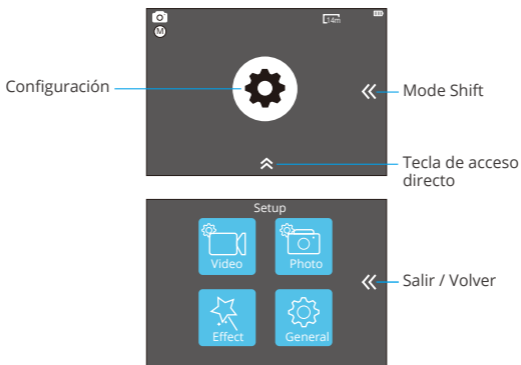 M
14m
Configuración
Mode Shift
Tecla de acceso
directo
Setup
Video
Photo
Salir / Volver
Effect
General